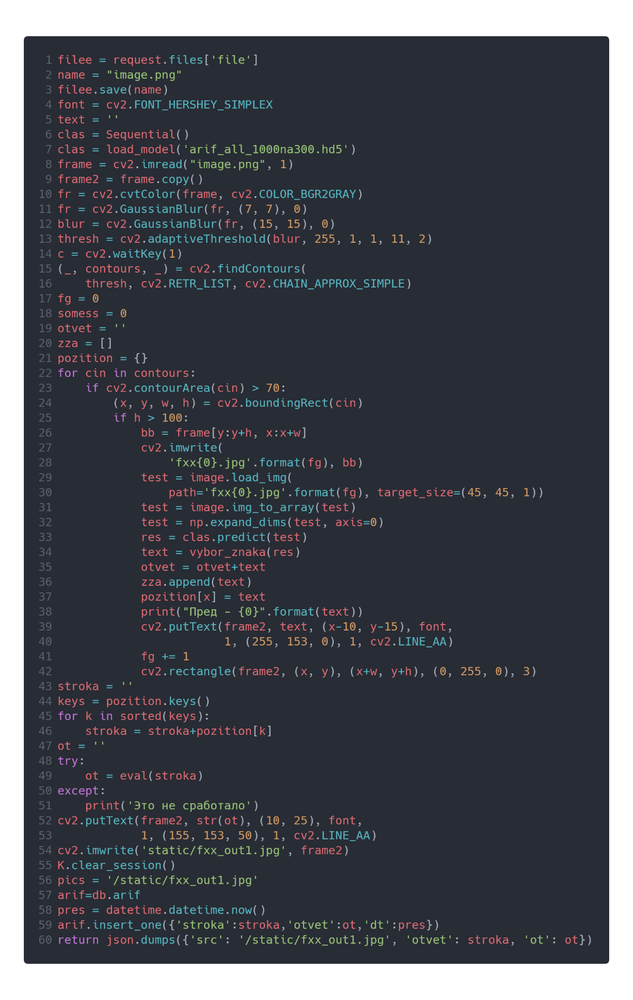 1 filee = request.files['file']
2 name = "image.png"
3 filee.save(name)
4 font = cv2.FONT_HERSHEY_SIMPLEX
5 text = ''
6 clas = Sequential()
7 clas = load_model('arif_all_1000na300.hd5')
8 frame = cv2.imread("image.png", 1)
9 frame2 = frame.copy()
10 fr = cv2.cvtColor(frame, cv2.COLOR_BGR2GRAY)
11 fr = cv2.GaussianBlur(fr, (7, 7), 0)
12 blur = cv2.GaussianBlur(fr, (15, 15), 0)
13 thresh = cv2.adaptiveThreshold(blur, 255, 1, 1, 11, 2)
14 c = cv2.waitKey(1)
15 (_, contours, _) = cv2.findContours(
16     thresh, cv2.RETR_LIST, cv2.CHAIN_APPROX_SIMPLE)
17 fg = 0
18 somess = 0
19 otvet = ''
20 zza = []
21 pozition = {}
22 for cin in contours:
23     if cv2.contourArea(cin) > 70:
24         (x, y, w, h) = cv2.boundingRect(cin)
25         if h > 100:
26             bb = frame[y:y+h, x:x+w]
27             cv2.imwrite(
28                 'fxx{0}.jpg'.format(fg), bb)
29             test = image.load_img(
30                 path='fxx{0}.jpg'.format(fg), target_size=(45, 45, 1))
31             test = image.img_to_array(test)
32             test = np.expand_dims(test, axis=0)
33             res = clas.predict(test)
34             text = vybor_znaka(res)
35             otvet = otvet+text
36             zza.append(text)
37             pozition[x] = text
38             print("Пред - {0}".format(text))
39             cv2.putText(frame2, text, (x-10, y-15), font,
40                         1, (255, 153, 0), 1, cv2.LINE_AA)
41             fg += 1
42             cv2.rectangle(frame2, (x, y), (x+w, y+h), (0, 255, 0), 3)
43 stroka = ''
44 keys = pozition.keys()
45 for k in sorted(keys):
46     stroka = stroka+pozition[k]
47 ot = ''
48 try:
49     ot = eval(stroka)
50 except:
51     print('Это не сработало')
52 cv2.putText(frame2, str(ot), (10, 25), font,
53             1, (155, 153, 50), 1, cv2.LINE_AA)
54 cv2.imwrite('static/fxx_out1.jpg', frame2)
55 K.clear_session()
56 pics = '/static/fxx_out1.jpg'
57 arif=db.arif
58 pres = datetime.datetime.now()
59 arif.insert_one({'stroka':stroka,'otvet':ot,'dt':pres})
60 return json.dumps({'src': '/static/fxx_out1.jpg', 'otvet': stroka, 'ot': ot})